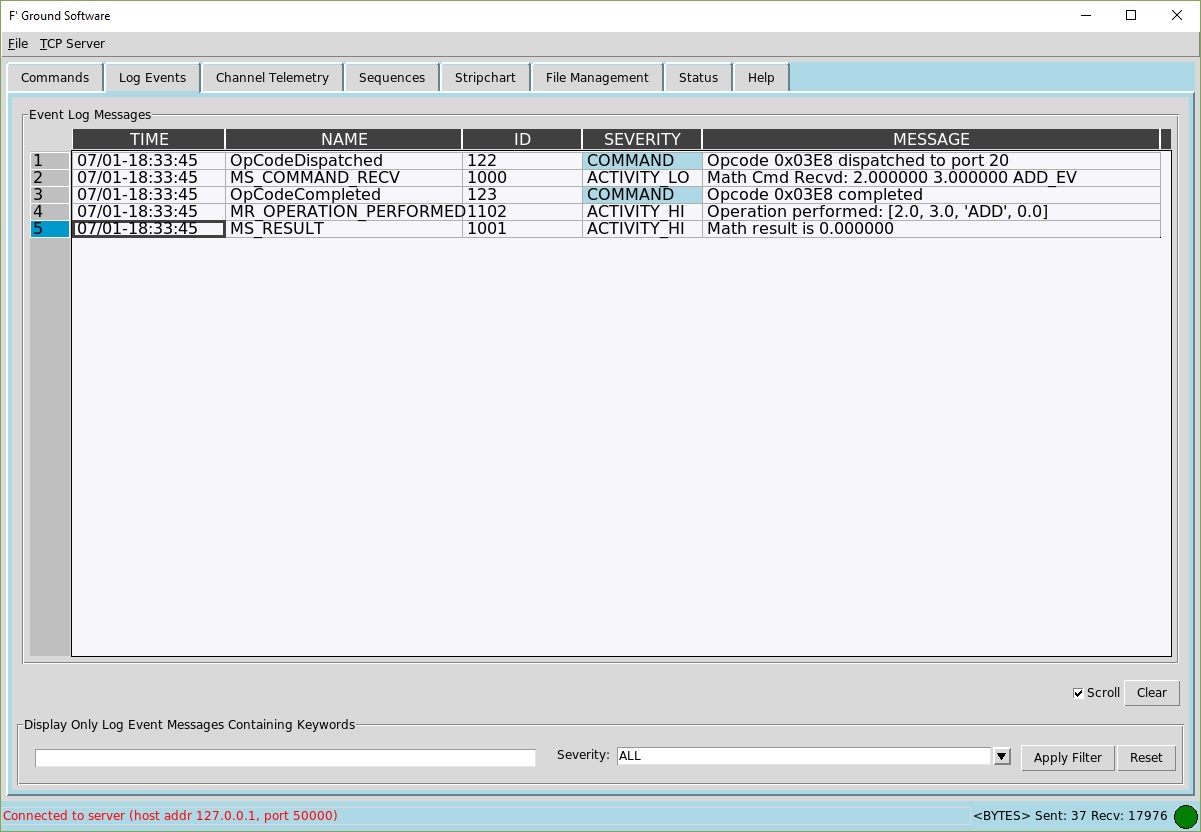 F' Ground Software
File TCP Server
Commands Log Events Channel Telemetry Sequences Stripchart File Management Status Help
Event Log Messages
TIME NAME ID SEVERITY MESSAGE
1 07/01-18:33:45 OpCodeDispatched 122 COMMAND Opcode 0x03E8 dispatched to port 20
2 07/01-18:33:45 MS_COMMAND_RECV 1000 ACTIVITY_LO Math Cmd Recvd: 2.000000 3.000000 ADD_EV
3 07/01-18:33:45 OpCodeCompleted 123 COMMAND Opcode 0x03E8 completed
4 07/01-18:33:45 MR_OPERATION_PERFORMED 1102 ACTIVITY_HI Operation performed: [2.0, 3.0, 'ADD', 0.0]
5 07/01-18:33:45 MS_RESULT 1001 ACTIVITY_HI Math result is 0.000000
Scroll Clear
Display Only Log Event Messages Containing Keywords
Severity: ALL Apply Filter Reset
Connected to server (host addr 127.0.0.1, port 50000) <BYTES> Sent: 37 Recv: 17976